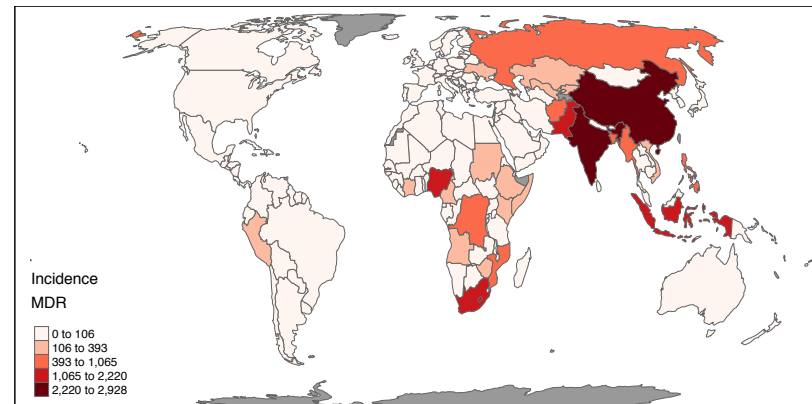 Incidence
MDR
0 to 106
106 to 393
393 to 1,065
1,065 to 2,220
2,220 to 2,928